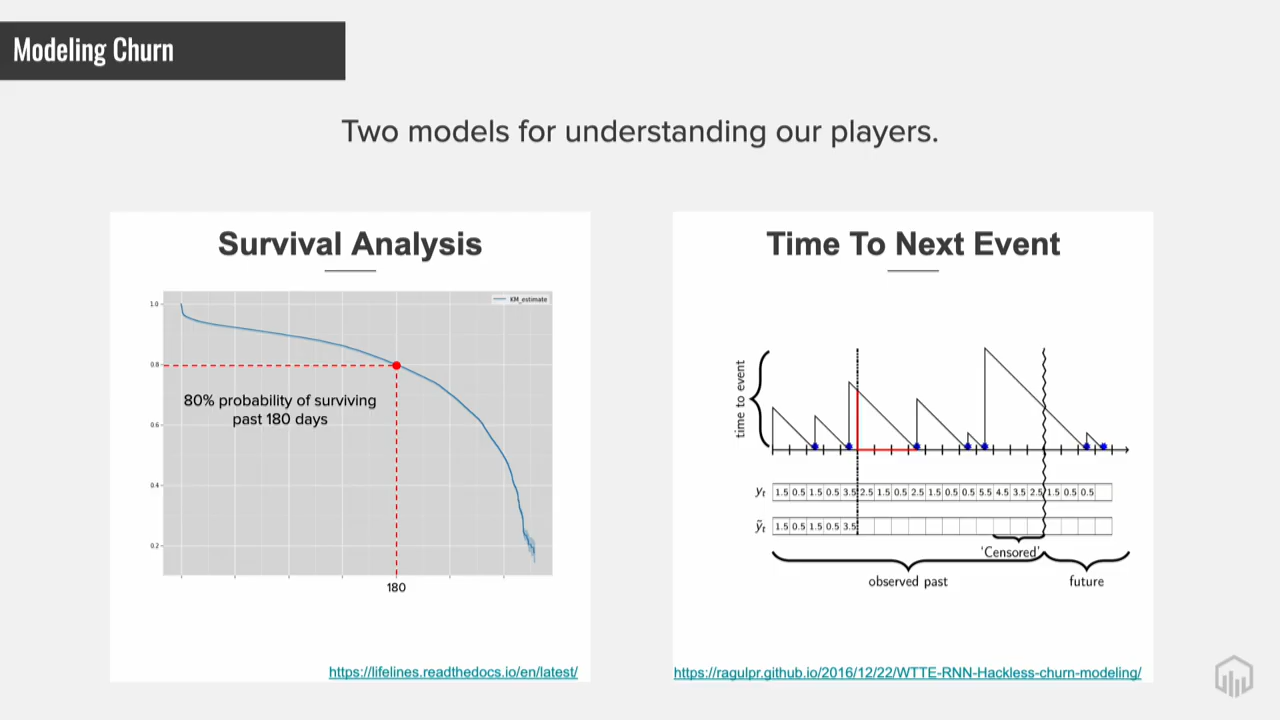 Modeling Churn
Two models for understanding our players.
Survival Analysis
KM_estimate
1.0
0.8
0.6
0.4
0.2
80% probability of surviving
past 180 days
180
https://lifelines.readthedocs.io/en/latest/
Time To Next Event
time to event
yt 1.5 0.5 1.5 0.5 3.5 2.5 1.5 0.5 2.5 1.5 0.5 0.5 5.5 4.5 3.5 2.5 1.5 0.5 0.5
ỹt 1.5 0.5 1.5 0.5 3.5
'Censored'
observed past
future
https://ragulpr.github.io/2016/12/22/WTTE-RNN-Hackless-churn-modeling/